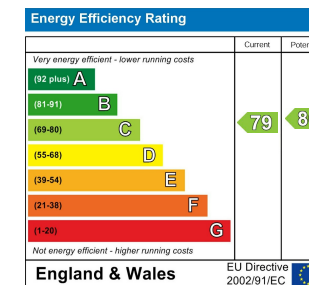 Energy Efficiency Rating
Current
Very energy efficient - lower running costs
(92 plus) A
(81-91) B
(69-80) C
79
(55-68) D
(39-54) E
(21-38) F
(1-20) G
Not energy efficient - higher running costs
England & Wales
EU Directive
2002/91/EC